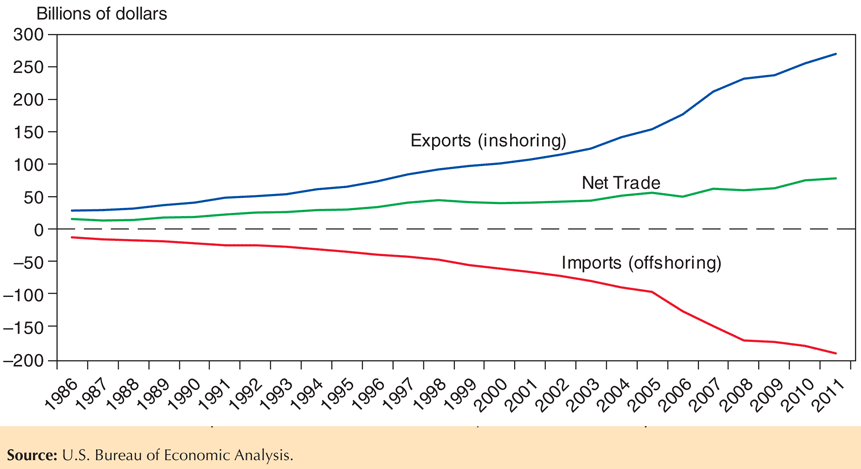 Billions of dollars
300
250
200
150
100
50
0
–50
–100
–150
–200
Exports (inshoring)
Net Trade
Imports (offshoring)
1986 1987 1988 1989 1990 1991 1992 1993 1994 1995 1996 1997 1998 1999 2000 2001 2002 2003 2004 2005 2006 2007 2008 2009 2010 2011
Source: U.S. Bureau of Economic Analysis.